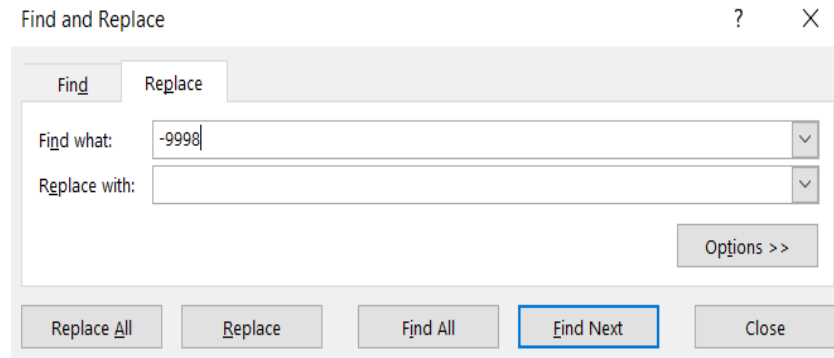 Find and Replace ? X
Find Replace
Find what: -9998
Replace with:
Options >>
Replace All Replace Find All Find Next Close